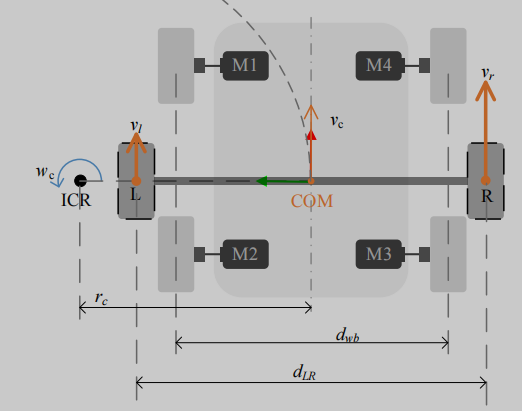 M1
M4
v_r
v_l
v_c
w_c
ICR
L
COM
R
M2
M3
r_c
d_wb
d_LR